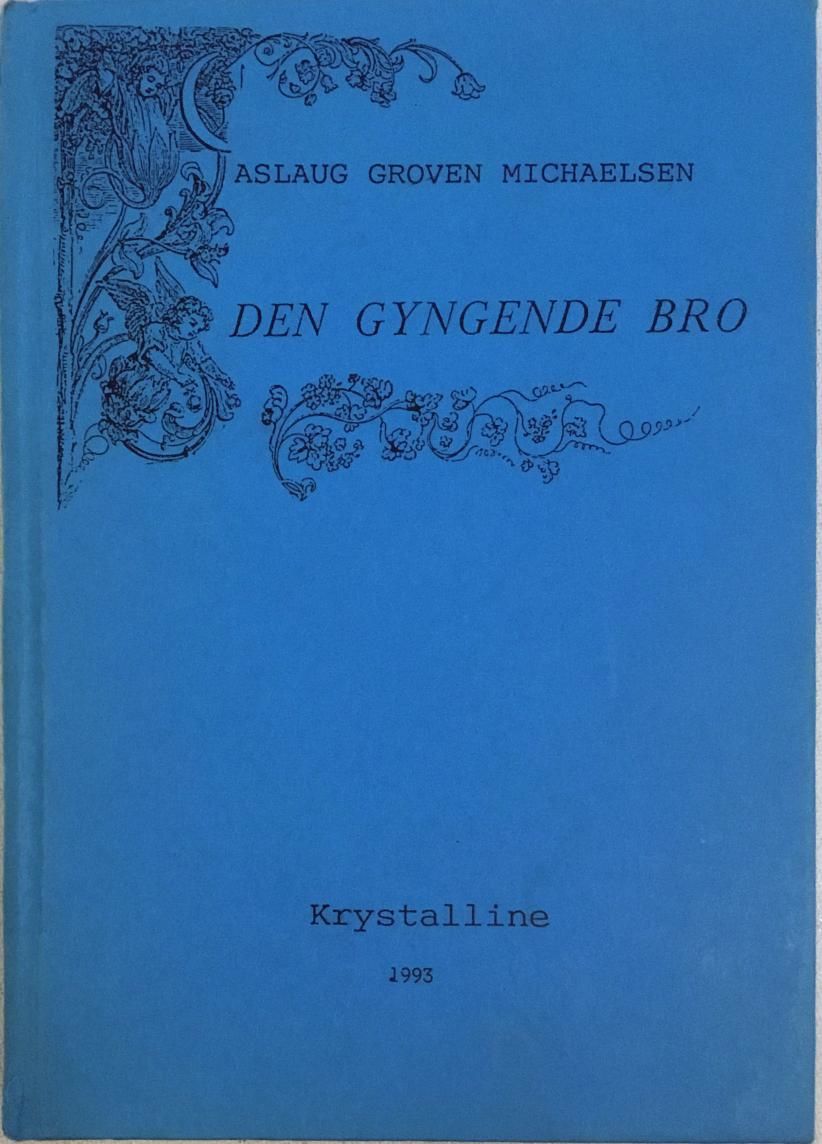 ASLAUG GROVEN MICHAELSEN
DEN GYNGENDE BRO
Krystalline
1993